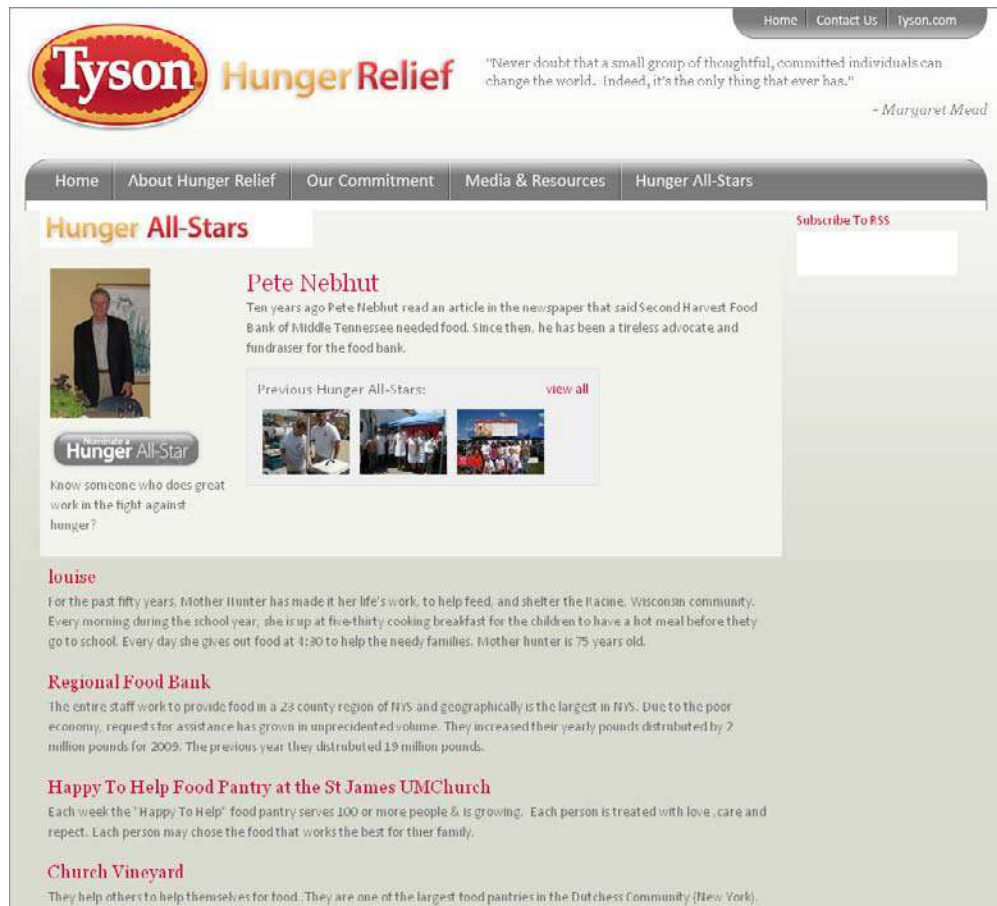 Home Contact Us Tyson.com
Tyson Hunger Relief
"Never doubt that a small group of thoughtful, committed individuals can
change the world. Indeed, it's the only thing that ever has."
- Margaret Mead
Home About Hunger Relief Our Commitment Media & Resources Hunger All-Stars
Hunger All-Stars
Subscribe To RSS
Pete Nebhut
Ten years ago Pete Nebhut read an article in the newspaper that said Second Harvest Food
Bank of Middle Tennessee needed food. Since then, he has been a tireless advocate and
fundraiser for the food bank.
Previous Hunger All-Stars: view all
Nominate a
Hunger All-Star
Know someone who does great
work in the fight against
hunger?
louise
For the past fifty years, Mother Hunter has made it her life's work, to help feed, and shelter the Racine, Wisconsin community.
Every morning during the school year, she is up at five-thirty cooking breakfast for the children to have a hot meal before thety
go to school. Every day she gives out food at 4:30 to help the needy families. Mother hunter is 75 years old.
Regional Food Bank
The entire staff work to provide food in a 23 county region of NYS and geographically is the largest in NYS. Due to the poor
economy, requests for assistance has grown in unprecidented volume. They increased their yearly pounds distrubuted by 2
million pounds for 2009. The previous year they distrubuted 19 million pounds.
Happy To Help Food Pantry at the St James UMChurch
Each week the "Happy To Help" food pantry serves 100 or more people & is growing. Each person is treated with love ,care and
repect. Each person may chose the food that works the best for thier family.
Church Vineyard
They help others to help themselves for food..They are one of the largest food pantries in the Dutchess Community (New York).